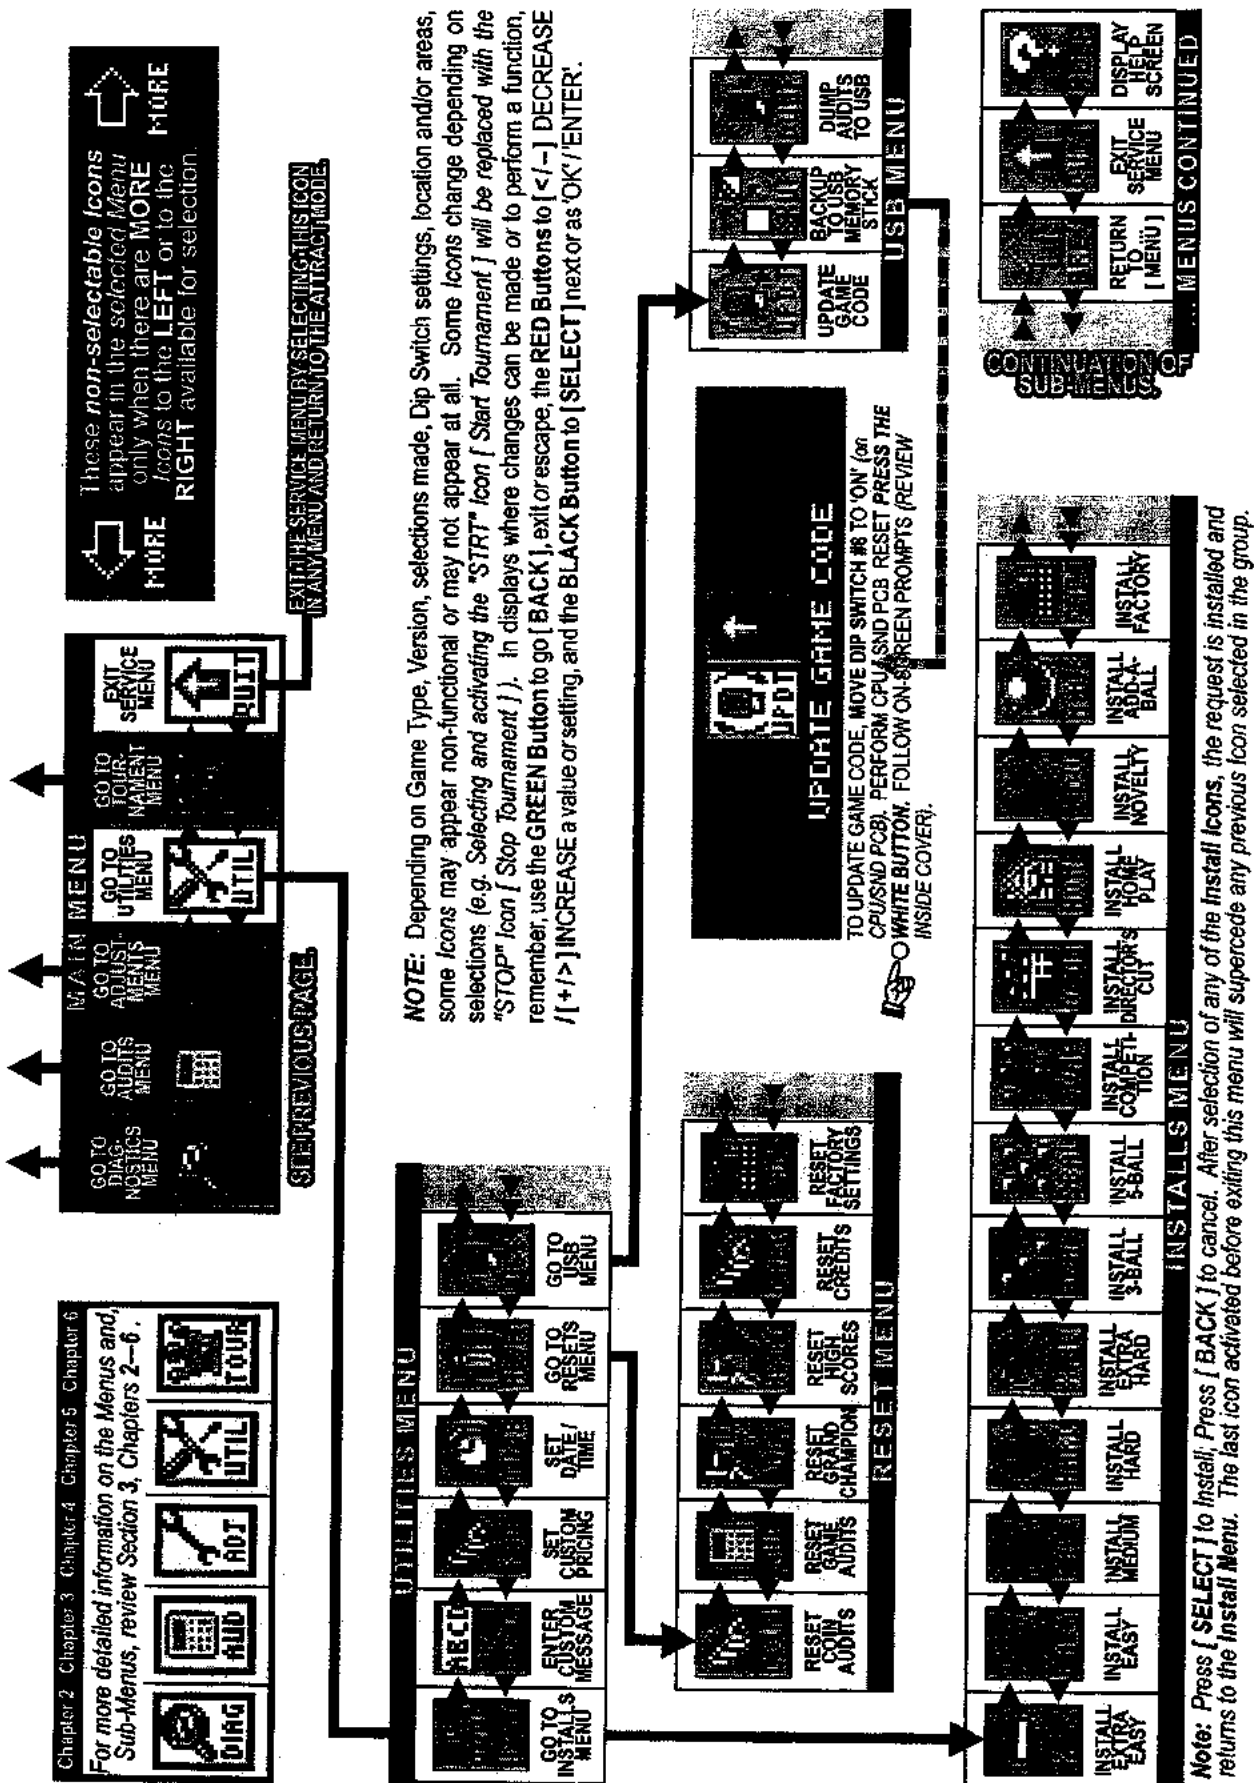 Chapter 2 Chapter 3 Chapter 4 Chapter 5 Chapter 6
For more detailed information on the Menus and,
Sub-Menus, review Section 3, Chapters 2—6 .
DIAG
AUD
ADJ
UTIL
TOUR
MAIN MENU
GO TO
DIAG-
NOSTICS
MENU
GO TO
AUDITS
MENU
GO TO
ADJUST-
MENTS
MENU
GO TO
UTILITIES
MENU
UTIL
GO TO
TOUR-
NAMENT
MENU
EXIT
SERVICE
MENU
QUIT
SEE PREVIOUS PAGE.
These non-selectable Icons
appear in the selected Menu
only when there are MORE
Icons to the LEFT or to the
RIGHT available for selection.
MORE
MORE
EXIT THE SERVICE MENU BY SELECTING THIS ICON
IN ANY MENU AND RETURN TO THE ATTRACT MODE.
NOTE: Depending on Game Type, Version, selections made, Dip Switch settings, location and/or areas,
some Icons may appear non-functional or may not appear at all. Some Icons change depending on
selections (e.g. Selecting and activating the "STRT" Icon [ Start Tournament ] will be replaced with the
"STOP" Icon [ Stop Tournament ] ). In displays where changes can be made or to perform a function,
remember, use the GREEN Button to go [ BACK ], exit or escape, the RED Buttons to [ </ – ] DECREASE
/ [ +/> ] INCREASE a value or setting, and the BLACK Button to [ SELECT ] next or as 'OK' / 'ENTER'.
UTILITIES MENU
GO TO
INSTALLS
MENU
ABCD
ENTER
CUSTOM
MESSAGE
SET
CUSTOM
PRICING
SET
DATE /
TIME
GO TO
RESETS
MENU
GO TO
USB
MENU
RESET
COIN
AUDITS
RESET
GAME
AUDITS
RESET
GRAND
CHAMPION
RESET
HIGH
SCORES
RESET
CREDITS
RESET
FACTORY
SETTINGS
RESET MENU
UPDT
UPDATE GAME CODE
TO UPDATE GAME CODE, MOVE DIP SWITCH #8 TO 'ON' (on
CPU/SND PCB). PERFORM CPU/SND PCB RESET PRESS THE
WHITE BUTTON. FOLLOW ON-SCREEN PROMPTS (REVIEW
INSIDE COVER).
UPDATE
GAME
CODE
BACKUP
TO USB
MEMORY
STICK
DUMP
AUDITS
TO USB
USB MENU
INSTALL
EXTRA
EASY
INSTALL
EASY
INSTALL
MEDIUM
INSTALL
HARD
INSTALL
EXTRA
HARD
INSTALL
3-BALL
INSTALL
5-BALL
INSTALL
COMPETI-
TION
INSTALL
DIRECTOR'S
CUT
INSTALL
HOME
PLAY
INSTALL
NOVELTY
INSTALL
ADD-A-
BALL
INSTALL
FACTORY
INSTALLS MENU
CONTINUATION OF
SUB-MENUS.
RETURN
TO ...
[ MENU ]
EXIT
SERVICE
MENU
DISPLAY
HELP
SCREEN
... MENUS CONTINUED
Note: Press [ SELECT ] to Install; Press [ BACK ] to cancel. After selection of any of the Install Icons, the request is installed and
returns to the Install Menu. The last icon activated before exiting this menu will supercede any previous Icon selected in the group.